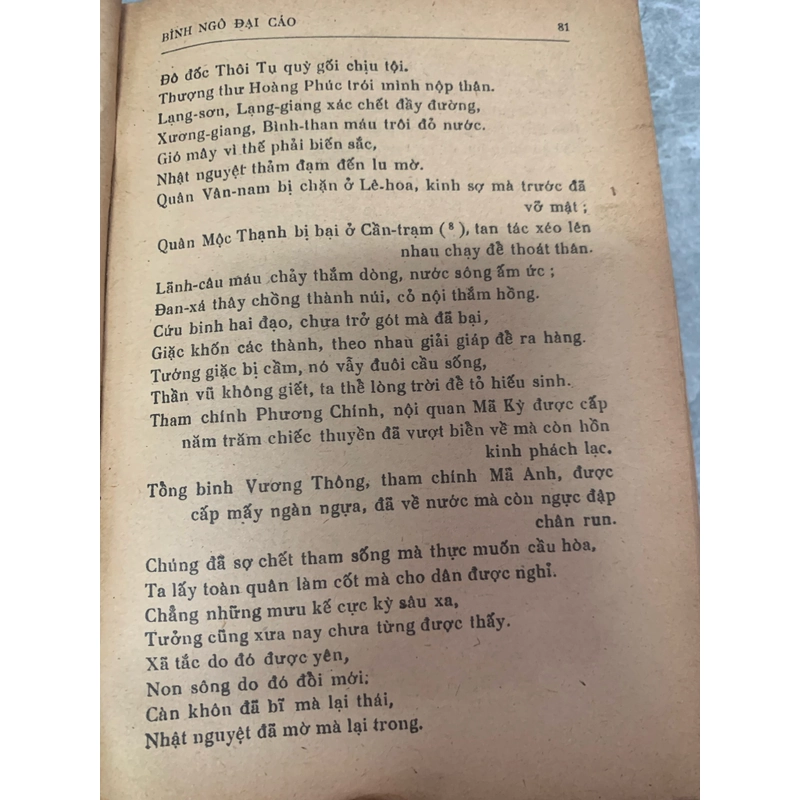 BÌNH NGÔ ĐẠI CÁO 81
Đô đốc Thôi Tụ quỳ gối chịu tội.
Thượng thư Hoàng Phúc trói mình nộp thân.
Lạng-sơn, Lạng-giang xác chết đầy đường,
Xương-giang, Bình-than máu trôi đỏ nước.
Gió mây vì thế phải biến sắc,
Nhật nguyệt thảm đạm đến lu mờ.
Quân Vân-nam bị chặn ở Lê-hoa, kinh sợ mà trước đã
vỡ mật ;
Quân Mộc Thạnh bị bại ở Cần-trạm (⁸), tan tác xéo lên
nhau chạy để thoát thân.
Lãnh-câu máu chảy thắm dòng, nước sông ấm ức ;
Đan-xá thây chồng thành núi, cỏ nội thắm hồng.
Cứu binh hai đạo, chưa trở gót mà đã bại,
Giặc khốn các thành, theo nhau giải giáp để ra hàng.
Tướng giặc bị cầm, nó vẫy đuôi cầu sống,
Thần vũ không giết, ta thể lòng trời để tỏ hiếu sinh.
Tham chính Phương Chính, nội quan Mã Kỳ được cấp
năm trăm chiếc thuyền đã vượt biển về mà còn hồn
kinh phách lạc.
Tổng binh Vương Thông, tham chính Mã Anh, được
cấp mấy ngàn ngựa, đã về nước mà còn ngực đập
chân run.
Chúng đã sợ chết tham sống mà thực muốn cầu hòa,
Ta lấy toàn quân làm cốt mà cho dân được nghỉ.
Chẳng những mưu kế cực kỳ sâu xa,
Tưởng cũng xưa nay chưa từng được thấy.
Xã tắc do đó được yên,
Non sông do đó đổi mới;
Càn khôn đã bĩ mà lại thái,
Nhật nguyệt đã mờ mà lại trong.